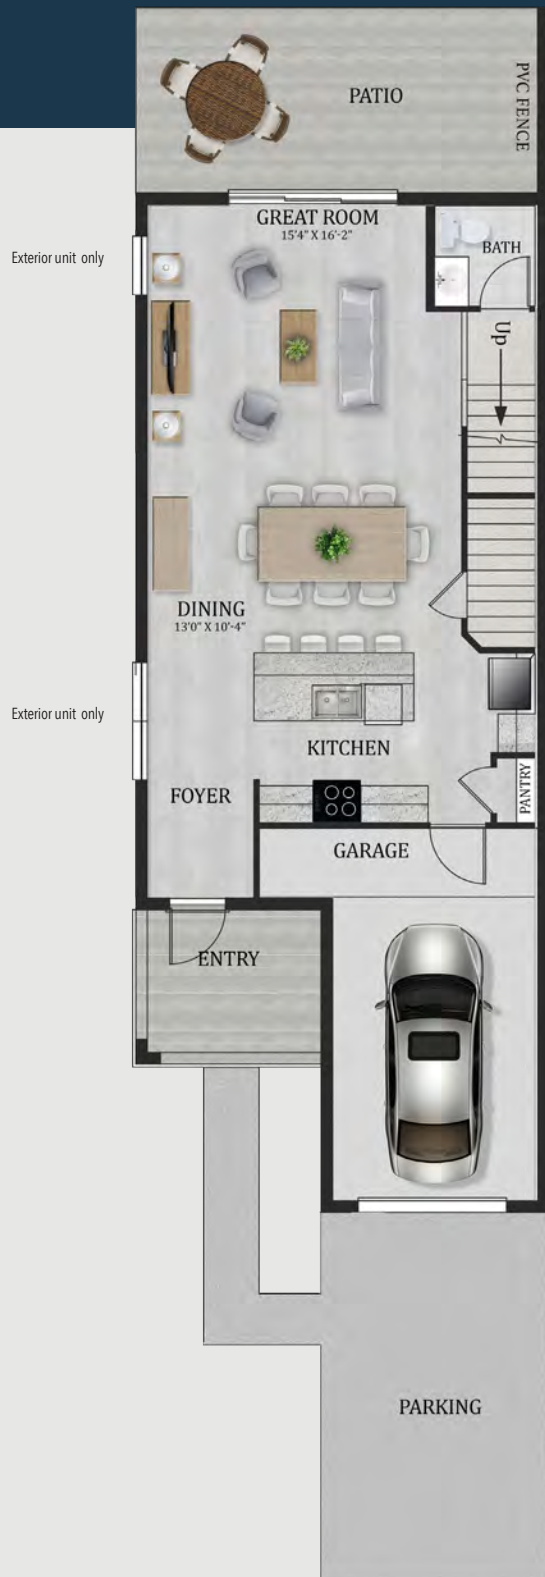 PATIO
PVC FENCE
GREAT ROOM
15'4" X 16'-2"
BATH
Exterior unit only
Up
DINING
13'0" X 10'-4"
Exterior unit only
KITCHEN
PANTRY
FOYER
GARAGE
ENTRY
PARKING